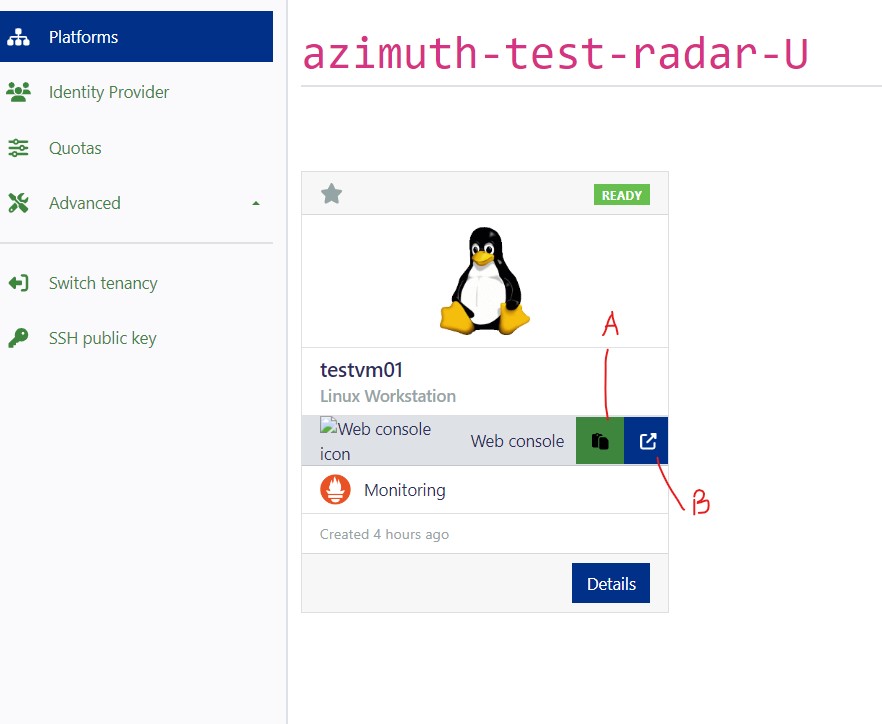 Platforms
Identity Provider
Quotas
Advanced
Switch tenancy
SSH public key
azimuth-test-radar-U
READY
A
testvm01
Linux Workstation
Web console
icon
Web console
Monitoring
B
Created 4 hours ago
Details